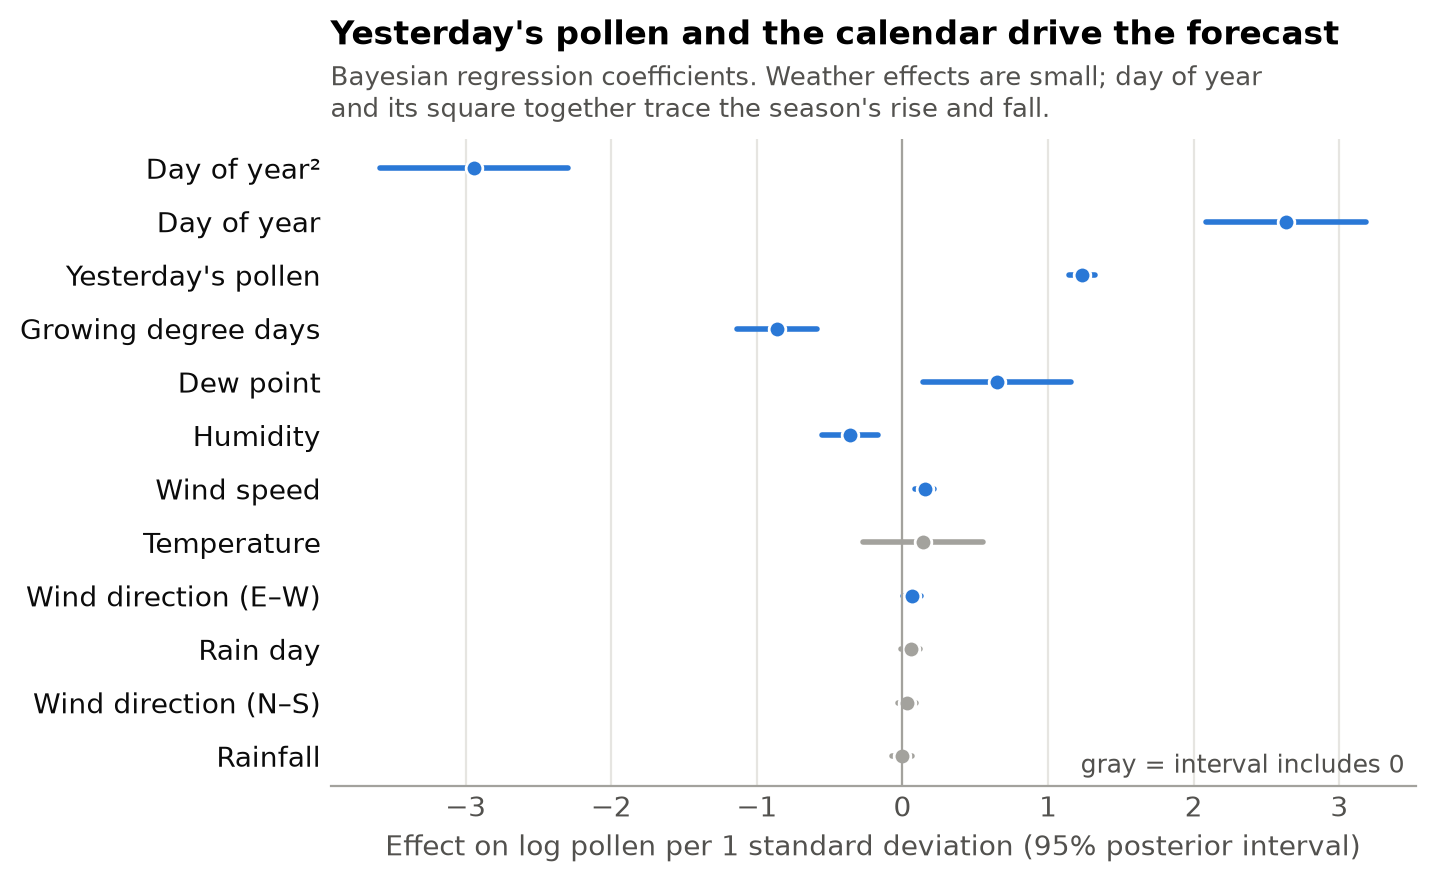 Yesterday's pollen and the calendar drive the forecast
Bayesian regression coefficients. Weather effects are small; day of year
and its square together trace the season's rise and fall.
Day of year²
Day of year
Yesterday's pollen
Growing degree days
Dew point
Humidity
Wind speed
Temperature
Wind direction (E–W)
Rain day
Wind direction (N–S)
Rainfall
gray = interval includes 0
−3 −2 −1 0 1 2 3
Effect on log pollen per 1 standard deviation (95% posterior interval)